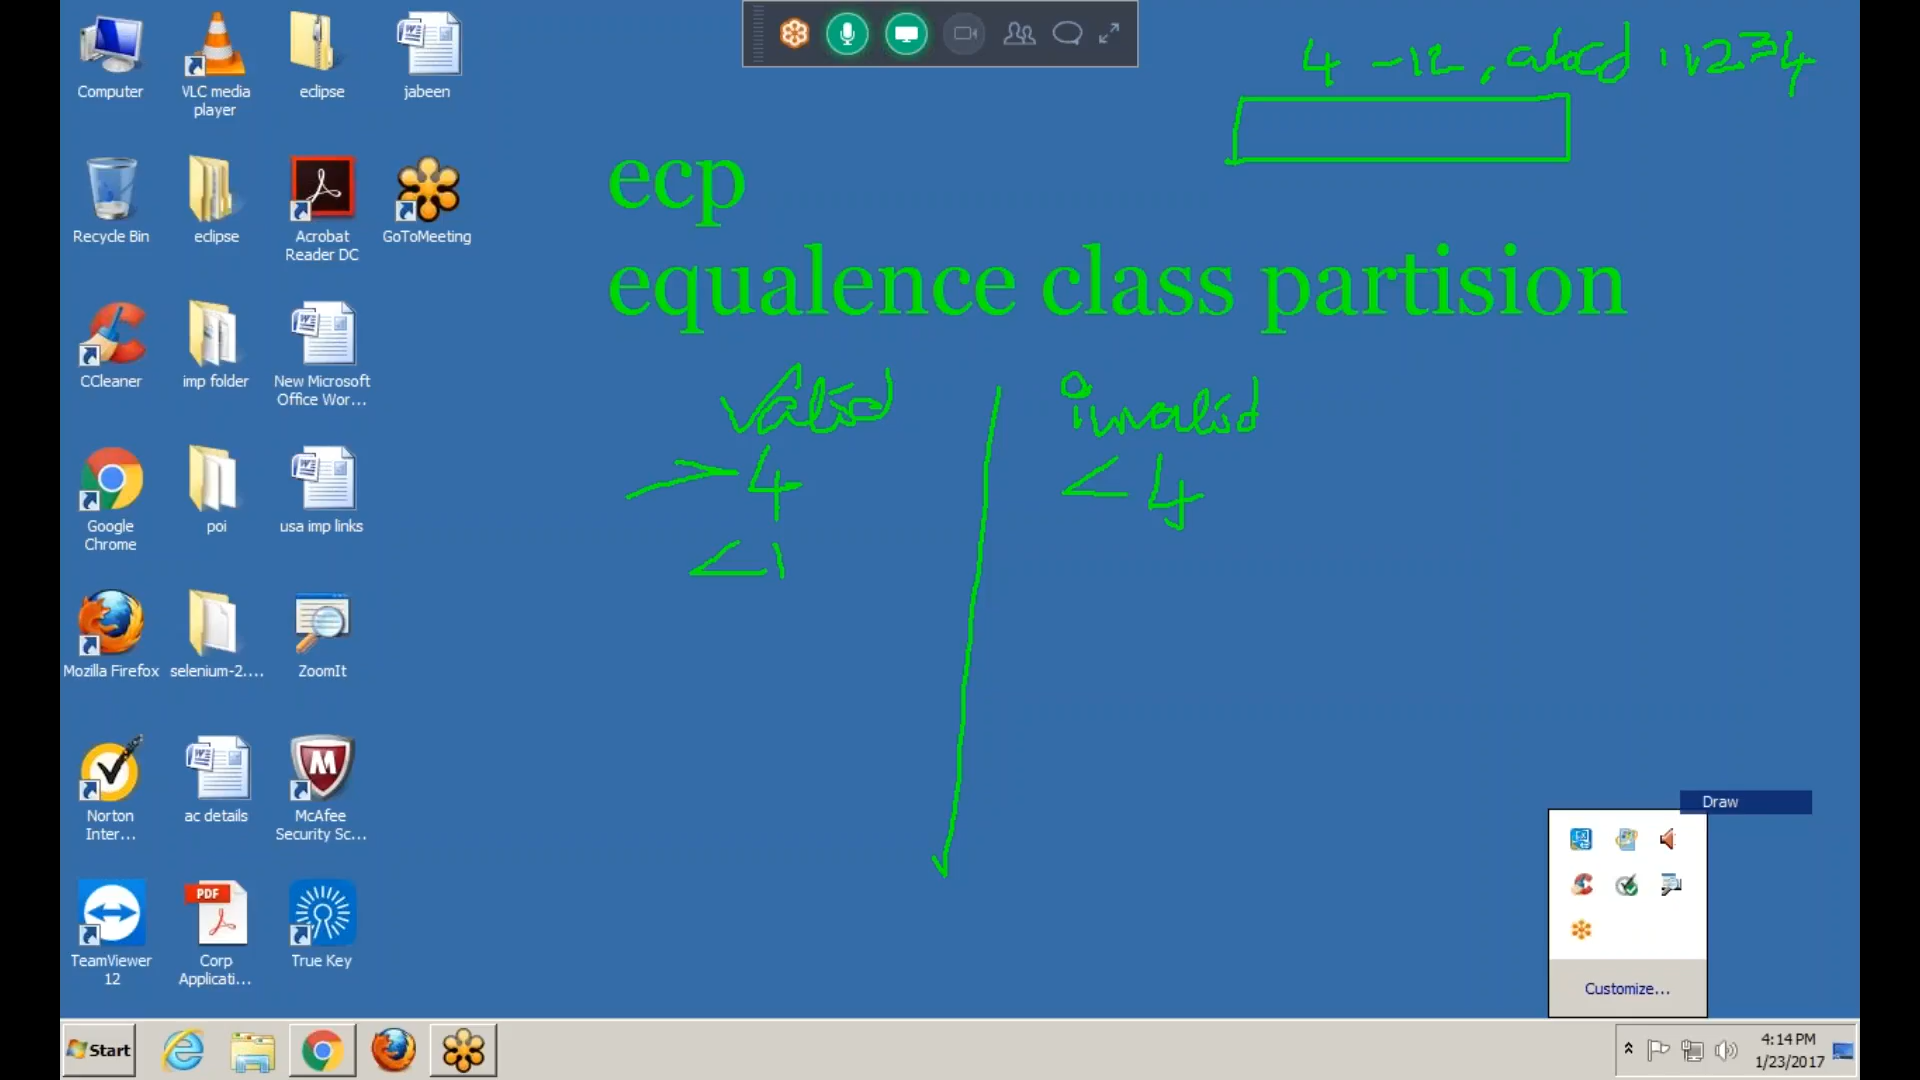 Computer
VLC media player
eclipse
jabeen
4 - 12, abcd 1234
Recycle Bin
eclipse
Acrobat Reader DC
GoToMeeting
ecp
equalence class partision
CCleaner
imp folder
New Microsoft Office Wor...
Valid
invalid
> 4
< 4
< 1
Google Chrome
poi
usa imp links
Mozilla Firefox
selenium-2....
ZoomIt
Norton Inter...
ac details
McAfee Security Sc...
Draw
TeamViewer 12
PDF
Corp Applicati...
True Key
Customize...
Start
4:14 PM
1/23/2017